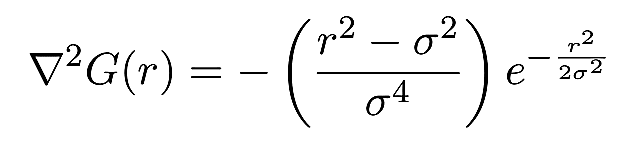 ∇²G(r) = −((r² − σ²)/σ⁴) e^(−r²/(2σ²))